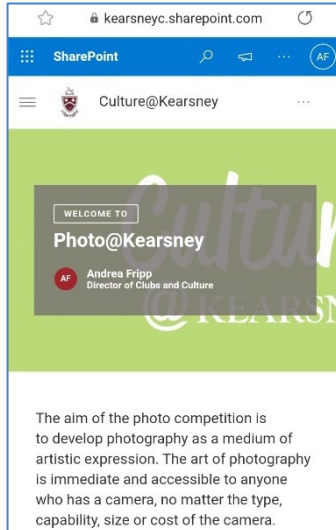 kearsneyc.sharepoint.com
SharePoint
AF
Culture@Kearsney
Cultur
@ KEARSN
WELCOME TO
Photo@Kearsney
AF
Andrea Fripp
Director of Clubs and Culture
The aim of the photo competition is
to develop photography as a medium of
artistic expression. The art of photography
is immediate and accessible to anyone
who has a camera, no matter the type,
capability, size or cost of the camera.